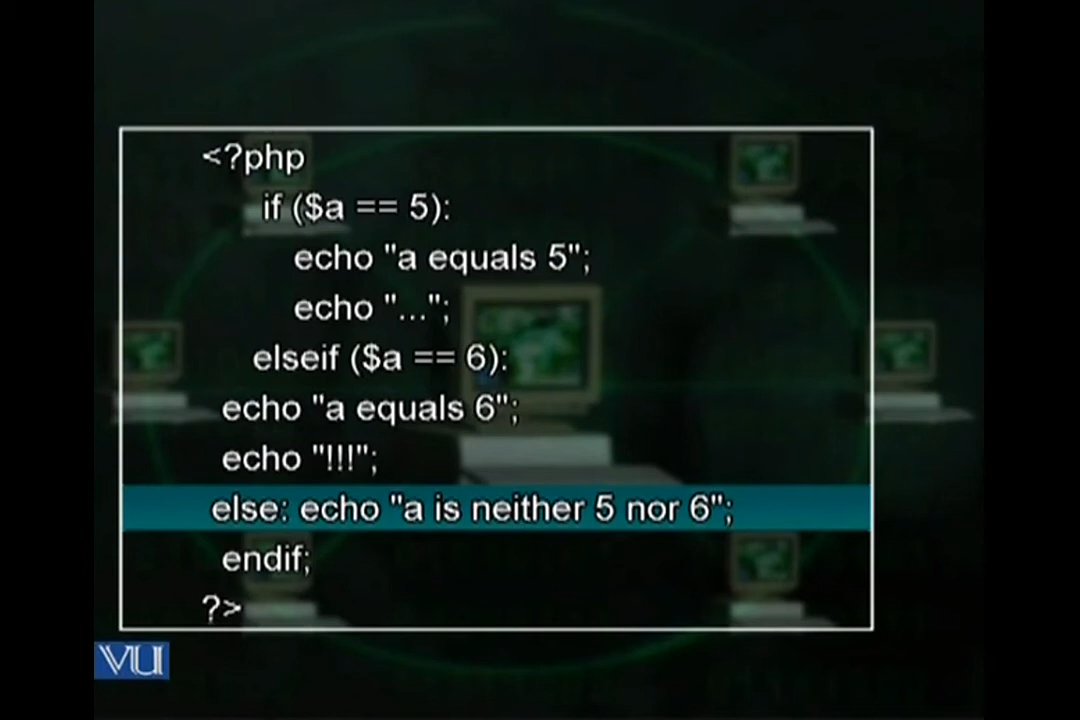 <?php
if ($a == 5):
echo "a equals 5";
echo "...";
elseif ($a == 6):
echo "a equals 6";
echo "!!!";
else: echo "a is neither 5 nor 6";
endif;
?>
VU